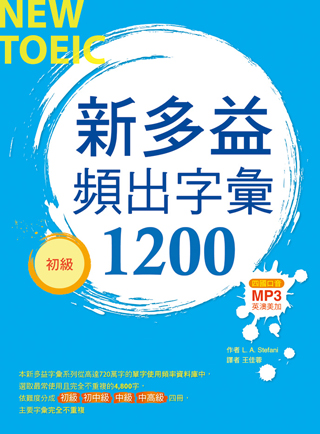 NEW
TOEIC
新多益
頻出字彙
1200
初級
四國口音
MP3
英澳美加
作者 L. A. Stefani
譯者 王佳蓉
本新多益字彙系列從高達720萬字的單字使用頻率資料庫中，
選取最常使用且完全不重複的4,800字，
依難度分成 初級 初中級 中級 中高級 四冊，
主要字彙完全不重複